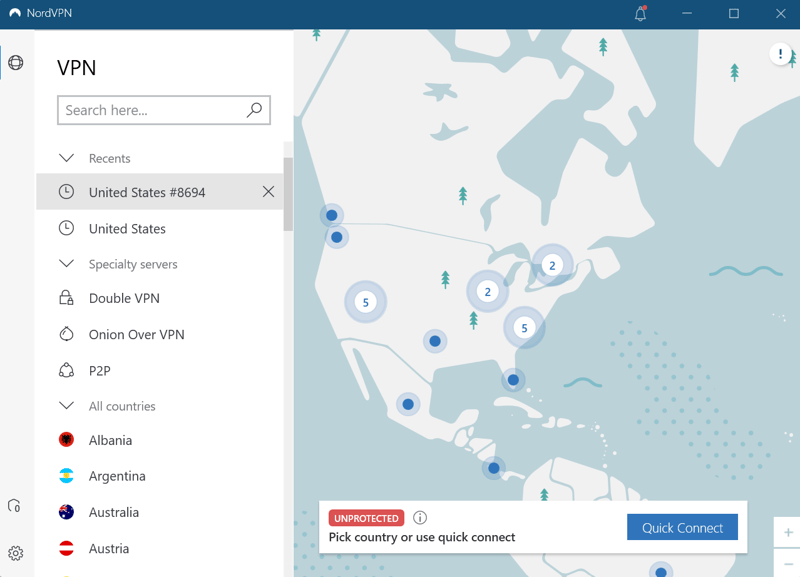 NordVPN
VPN
Search here...
Recents
United States #8694
United States
Specialty servers
Double VPN
Onion Over VPN
P2P
All countries
Albania
Argentina
Australia
Austria
5
2
2
5
UNPROTECTED
Pick country or use quick connect
Quick Connect